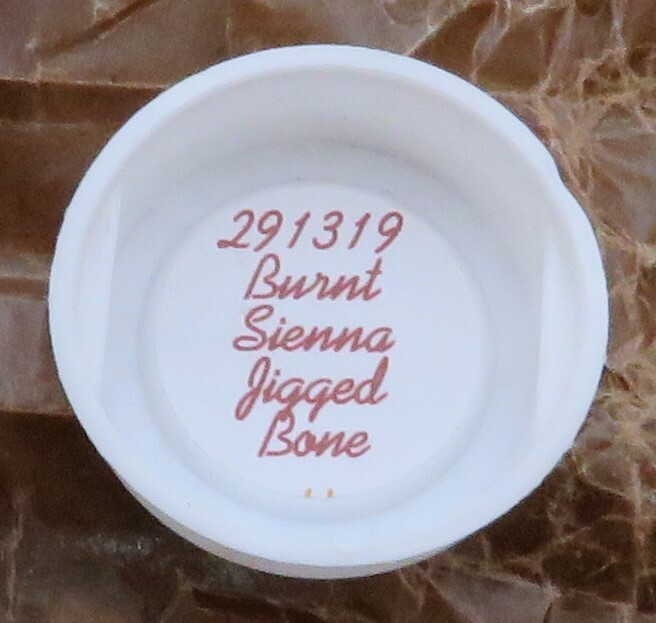 291319
Burnt
Sienna
Jigged
Bone